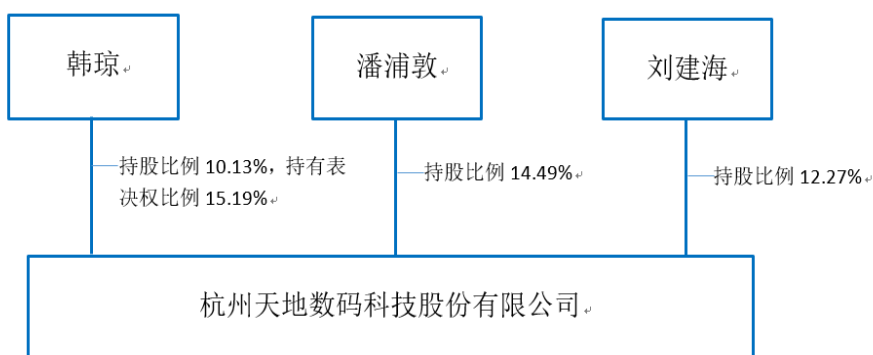 韩琼
潘浦敦
刘建海
持股比例 10.13%，持有表
决权比例 15.19%
持股比例 14.49%
持股比例 12.27%
杭州天地数码科技股份有限公司